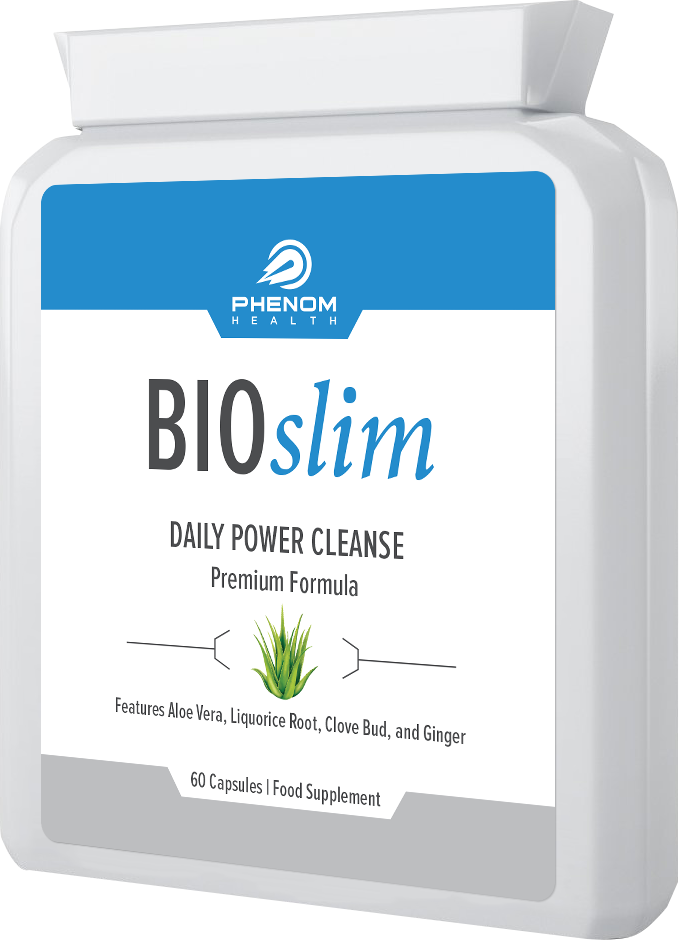 PHENOM
HEALTH
BIOslim
DAILY POWER CLEANSE
Premium Formula
Features Aloe Vera, Liquorice Root, Clove Bud, and Ginger
60 Capsules | Food Supplement